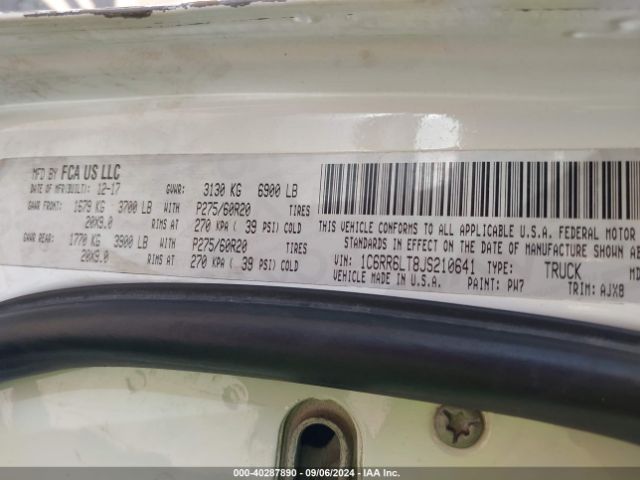 MFD BY FCA US LLC
DATE OF MFR(BUILT): 12-17 GVWR: 3130 KG 6900 LB
GAWR FRONT: 1679 KG 3700 LB WITH P275/60R20 TIRES
20X9.0 RIMS AT 270 KPA ( 39 PSI) COLD
GAWR REAR: 1770 KG 3900 LB WITH P275/60R20 TIRES
20X9.0 RIMS AT 270 KPA ( 39 PSI) COLD
THIS VEHICLE CONFORMS TO ALL APPLICABLE U.S.A. FEDERAL MOTOR
STANDARDS IN EFFECT ON THE DATE OF MANUFACTURE SHOWN AB
VIN: 1C6RR6LT8JS210641 TYPE: TRUCK MD
VEHICLE MADE IN U.S.A. PAINT: PW7 TRIM: AJX8
000-40287890 - 09/06/2024 - IAA Auctions